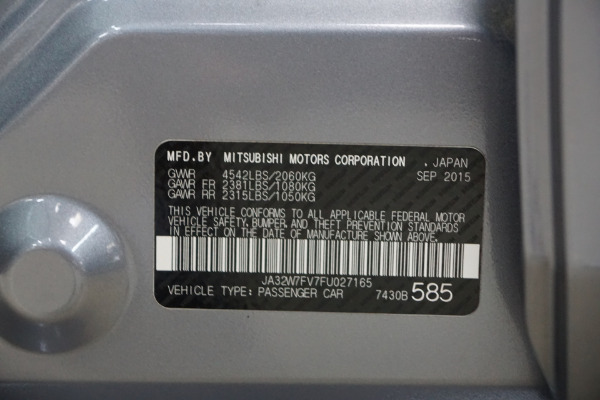 MFD.BY MITSUBISHI MOTORS CORPORATION . JAPAN
GVWR 4542LBS/2060KG SEP 2015
GAWR FR 2381LBS/1080KG
GAWR RR 2315LBS/1050KG
THIS VEHICLE CONFORMS TO ALL APPLICABLE FEDERAL MOTOR
VEHICLE SAFETY, BUMPER, AND THEFT PREVENTION STANDARDS
IN EFFECT ON THE DATE OF MANUFACTURE SHOWN ABOVE.
JA32W7FV7FU027165
VEHICLE TYPE: PASSENGER CAR 7430B 585